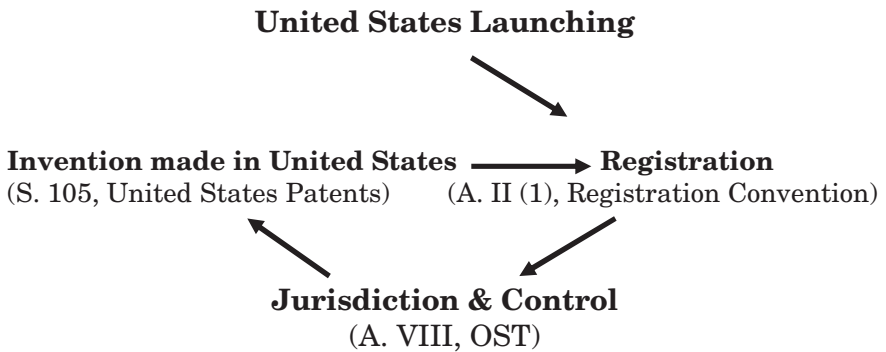 United States Launching
Invention made in United States
(S. 105, United States Patents)
Registration
(A. II (1), Registration Convention)
Jurisdiction & Control
(A. VIII, OST)